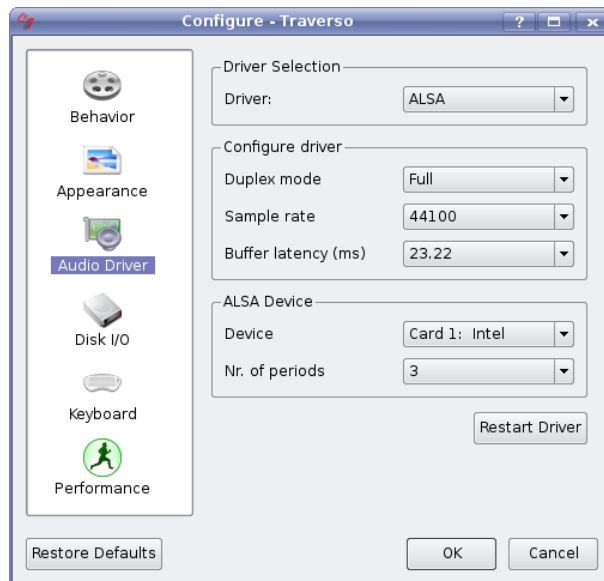 Configure - Traverso
Behavior
Appearance
Audio Driver
Disk I/O
Keyboard
Performance
Driver Selection
Driver: ALSA
Configure driver
Duplex mode Full
Sample rate 44100
Buffer latency (ms) 23.22
ALSA Device
Device Card 1: Intel
Nr. of periods 3
Restart Driver
Restore Defaults OK Cancel